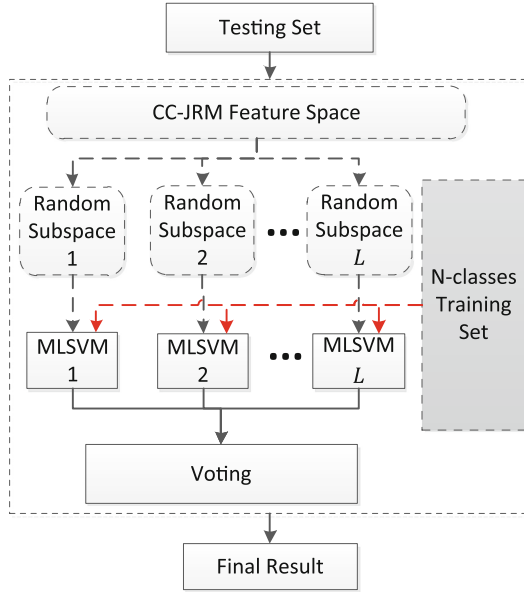 Testing Set
CC-JRM Feature Space
Random
Subspace
1
Random
Subspace
2
•••
Random
Subspace
L
N-classes
Training
Set
MLSVM
1
MLSVM
2
•••
MLSVM
L
Voting
Final Result